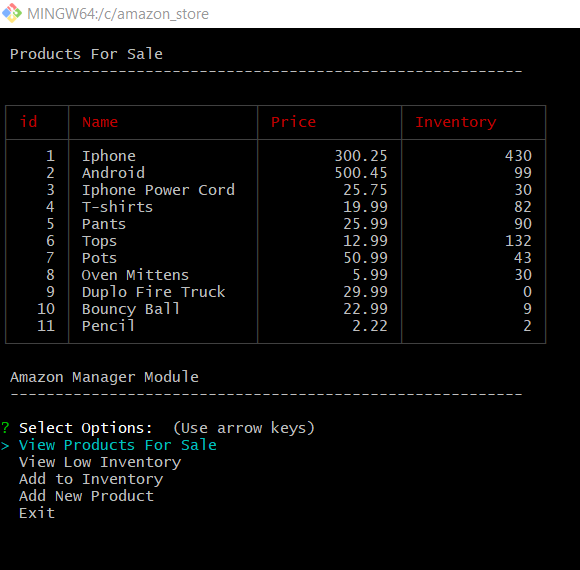 MINGW64:/c/amazon_store
Products For Sale
---------------------------------------------------------
id Name Price Inventory
1 Iphone 300.25 430
2 Android 500.45 99
3 Iphone Power Cord 25.75 30
4 T-shirts 19.99 82
5 Pants 25.99 90
6 Tops 12.99 132
7 Pots 50.99 43
8 Oven Mittens 5.99 30
9 Duplo Fire Truck 29.99 0
10 Bouncy Ball 22.99 9
11 Pencil 2.22 2
Amazon Manager Module
---------------------------------------------------------
? Select Options: (Use arrow keys)
> View Products For Sale
View Low Inventory
Add to Inventory
Add New Product
Exit